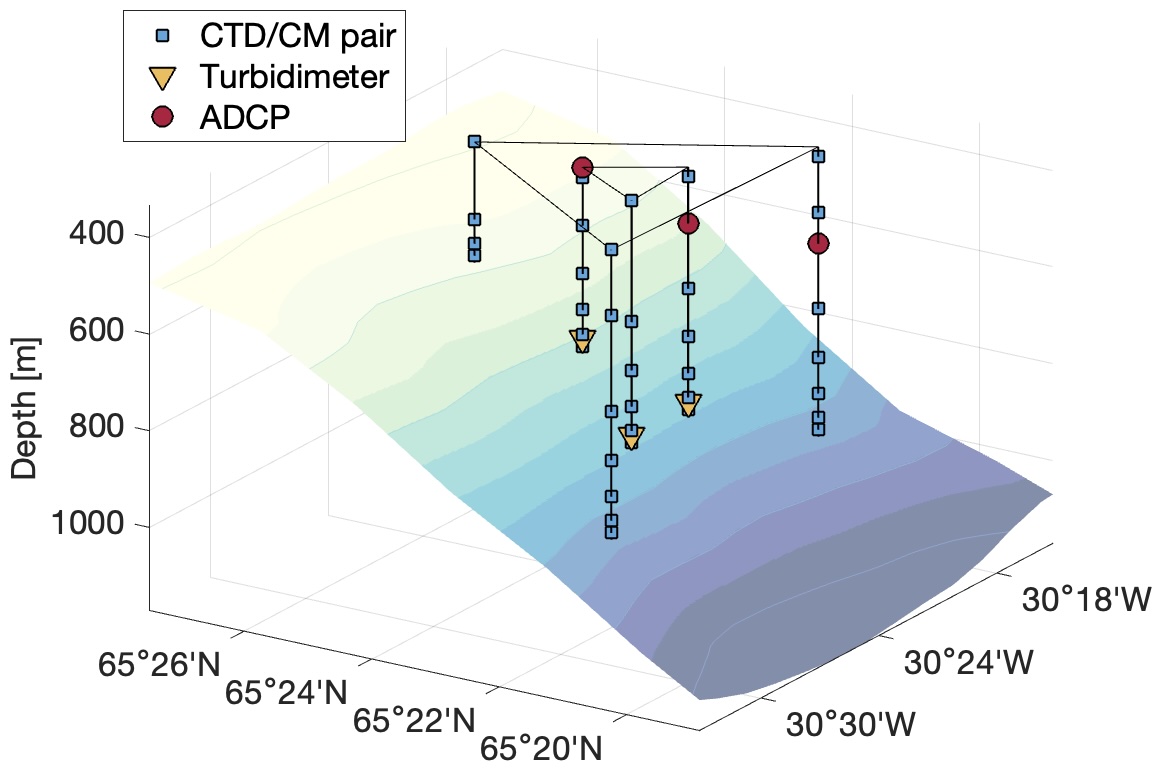 CTD/CM pair
Turbidimeter
ADCP
Depth [m]
400
600
800
1000
65°26'N
65°24'N
65°22'N
65°20'N
30°30'W
30°24'W
30°18'W